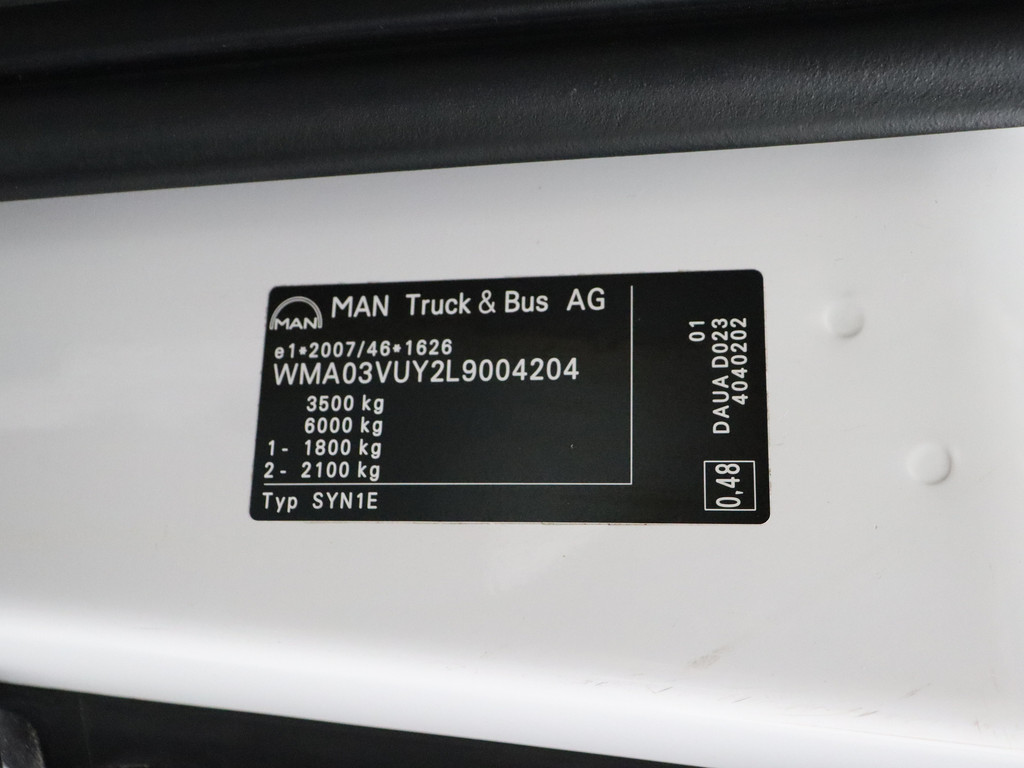 MAN
MAN Truck & Bus AG
e1*2007/46*1626
WMA03VUY2L9004204
3500 kg
6000 kg
1- 1800 kg
2- 2100 kg
Typ SYN1E
01
DAUA D023
4040202
0,48